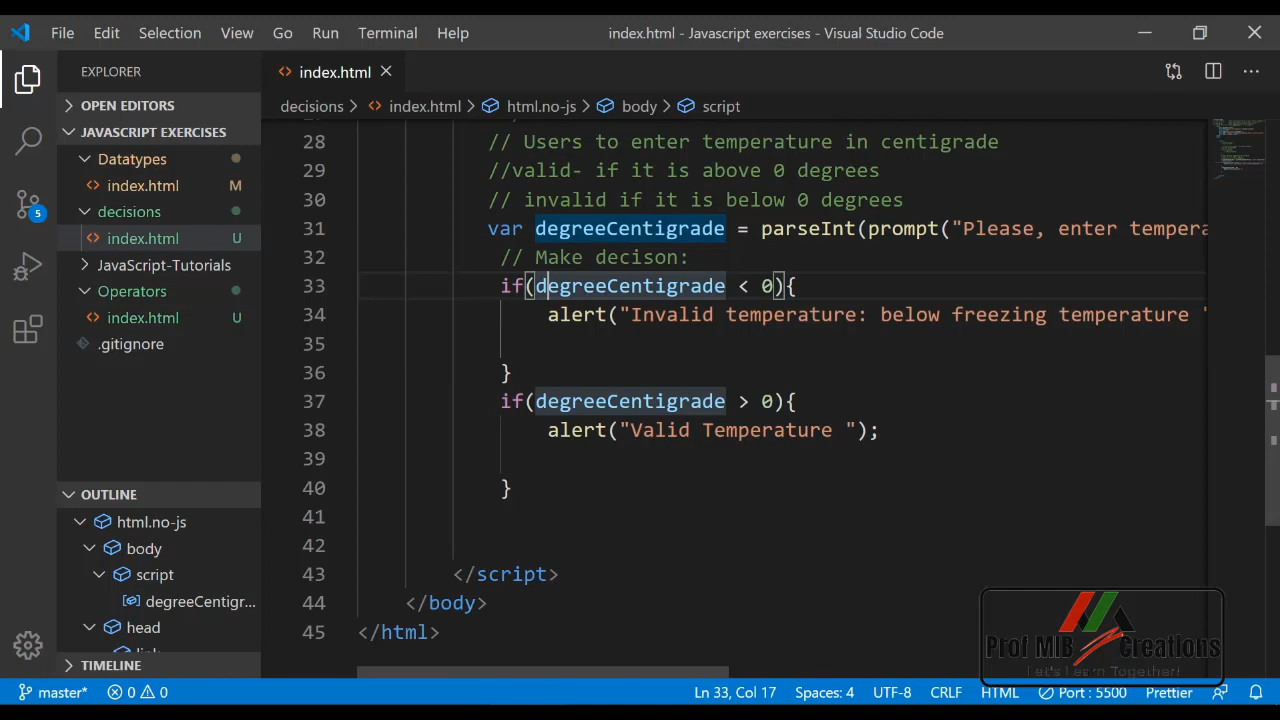 File Edit Selection View Go Run Terminal Help index.html - Javascript exercises - Visual Studio Code
EXPLORER
OPEN EDITORS
JAVASCRIPT EXERCISES
Datatypes
index.html M
decisions
index.html U
JavaScript-Tutorials
Operators
index.html U
.gitignore
OUTLINE
html.no-js
body
script
degreeCentigr...
head
TIMELINE
5
index.html
decisions > index.html > html.no-js > body > script
28 // Users to enter temperature in centigrade
29 //valid- if it is above 0 degrees
30 // invalid if it is below 0 degrees
31 var degreeCentigrade = parseInt(prompt("Please, enter tempera
32 // Make decison:
33 if(degreeCentigrade < 0){
34 alert("Invalid temperature: below freezing temperature "
35
36 }
37 if(degreeCentigrade > 0){
38 alert("Valid Temperature ");
39
40 }
41
42
43 </script>
44 </body>
45 </html>
Prof MIB Creations
Let's Learn Together!
master* 0 0 Ln 33, Col 17 Spaces: 4 UTF-8 CRLF HTML Port : 5500 Prettier